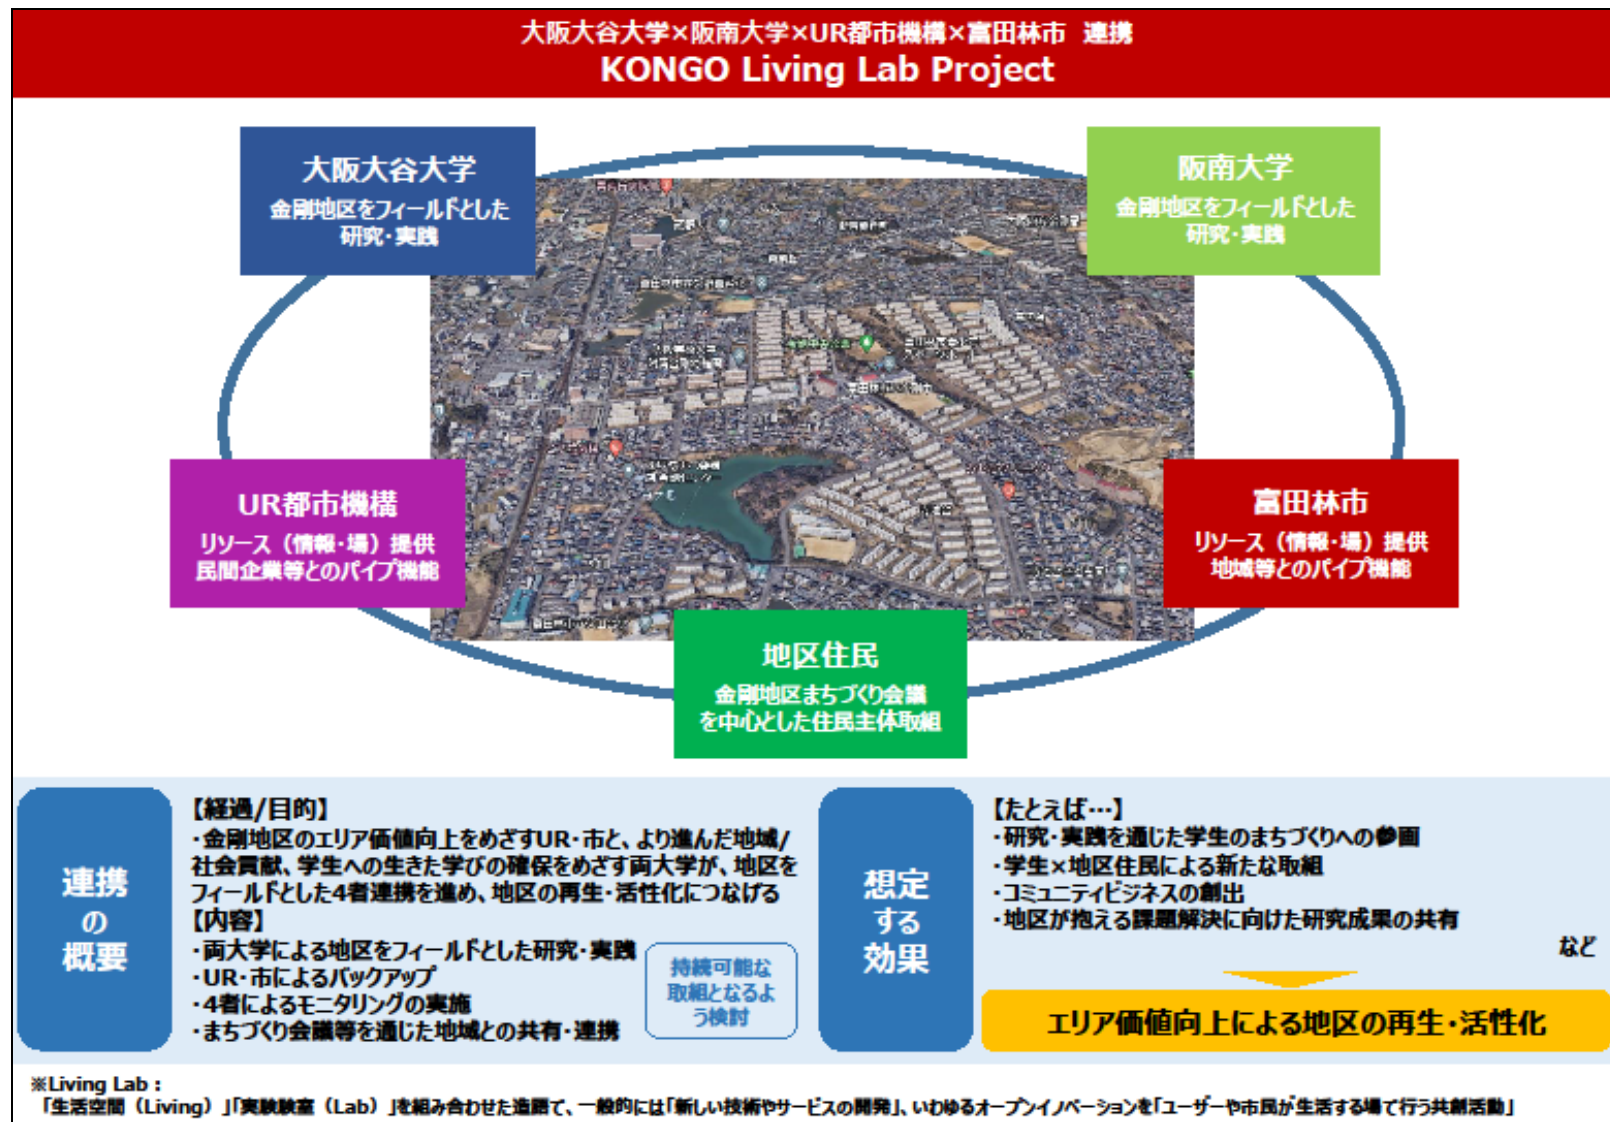 大阪大谷大学×阪南大学×UR都市機構×富田林市 連携
KONGO Living Lab Project
大阪大谷大学
金剛地区をフィールドとした
研究・実践
阪南大学
金剛地区をフィールドとした
研究・実践
UR都市機構
リソース（情報・場）提供
民間企業等とのパイプ機能
富田林市
リソース（情報・場）提供
地域等とのパイプ機能
地区住民
金剛地区まちづくり会議
を中心とした住民主体取組
連携
の
概要
【経過/目的】
・金剛地区のエリア価値向上をめざすUR・市と、より進んだ地域/
社会貢献、学生への生きた学びの確保をめざす両大学が、地区を
フィールドとした4者連携を進め、地区の再生・活性化につなげる
【内容】
・両大学による地区をフィールドとした研究・実践
・UR・市によるバックアップ
・4者によるモニタリングの実施
・まちづくり会議等を通じた地域との共有・連携
持続可能な
取組となるよ
う検討
想定
する
効果
【たとえば…】
・研究・実践を通じた学生のまちづくりへの参画
・学生×地区住民による新たな取組
・コミュニティビジネスの創出
・地区が抱える課題解決に向けた研究成果の共有
など
エリア価値向上による地区の再生・活性化
※Living Lab：
「生活空間（Living）」「実験験室（Lab）」を組み合わせた造語で、一般的には「新しい技術やサービスの開発」、いわゆるオープンイノベーションを「ユーザーや市民が生活する場で行う共創活動」